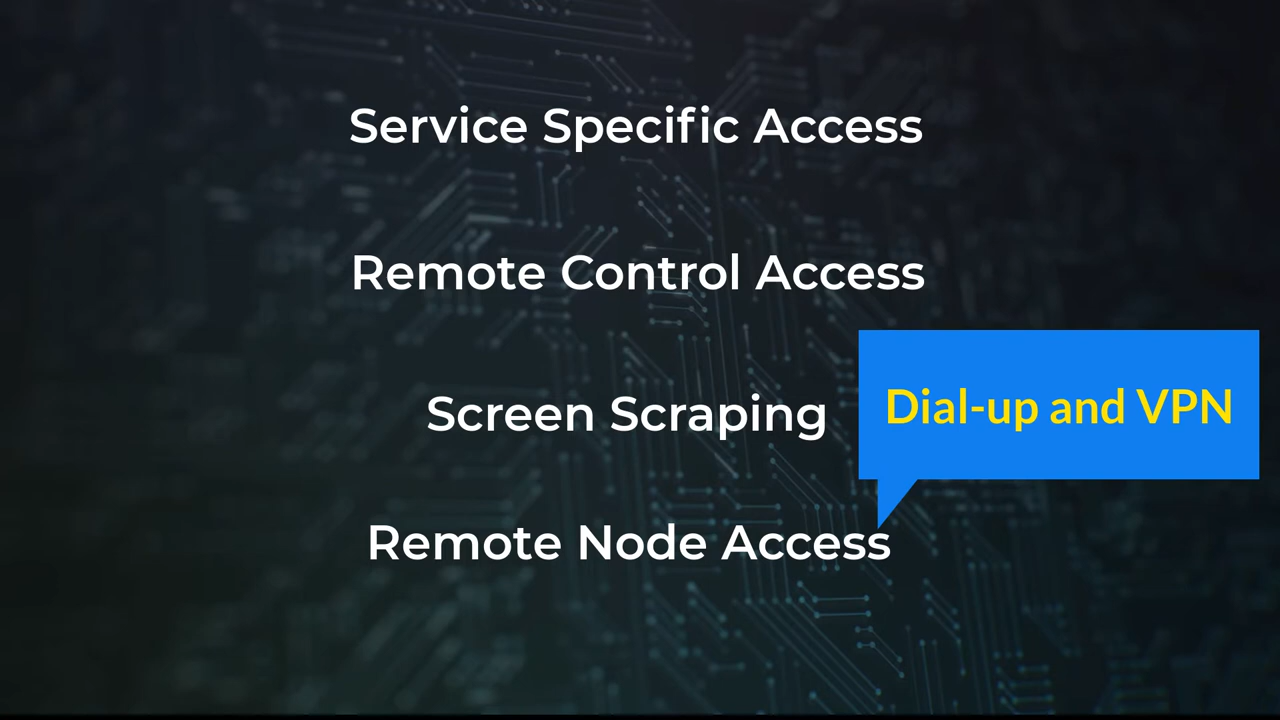 Service Specific Access
Remote Control Access
Screen Scraping
Dial-up and VPN
Remote Node Access